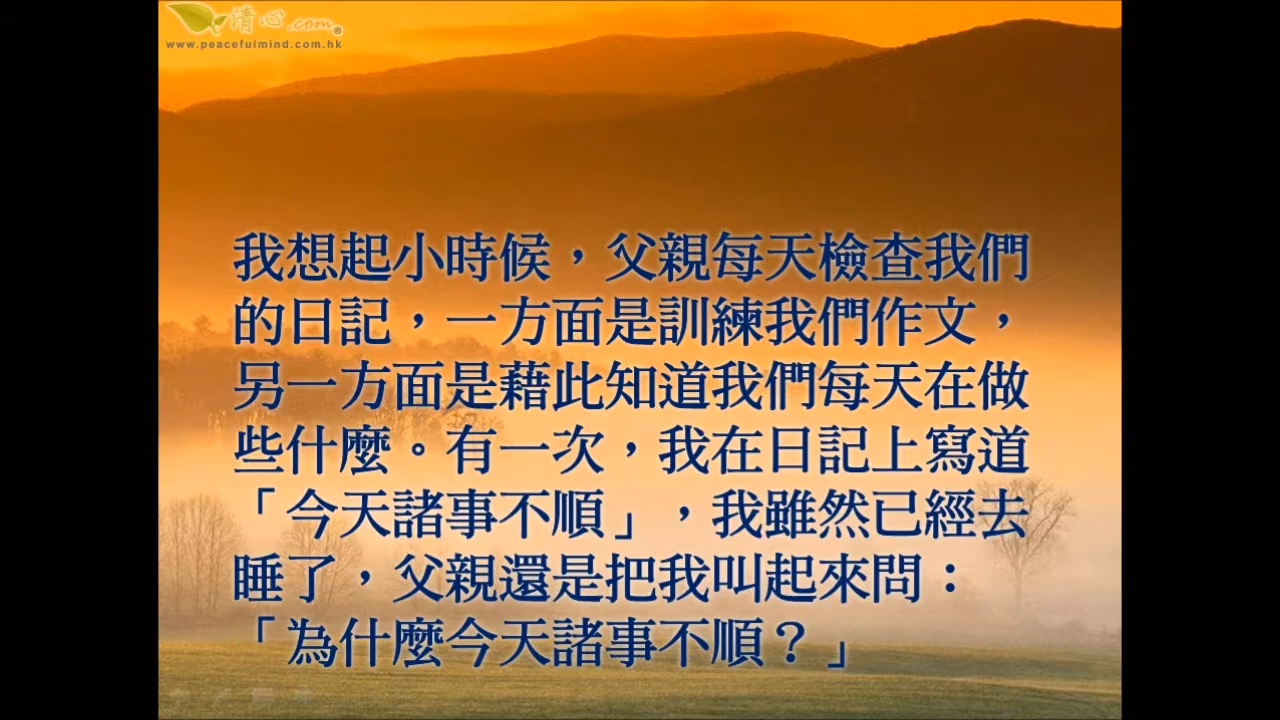 清心.com®
www.peacefulmind.com.hk
我想起小時候，父親每天檢查我們
的日記，一方面是訓練我們作文，
另一方面是藉此知道我們每天在做
些什麼。有一次，我在日記上寫道
「今天諸事不順」，我雖然已經去
睡了，父親還是把我叫起來問：
「為什麼今天諸事不順？」